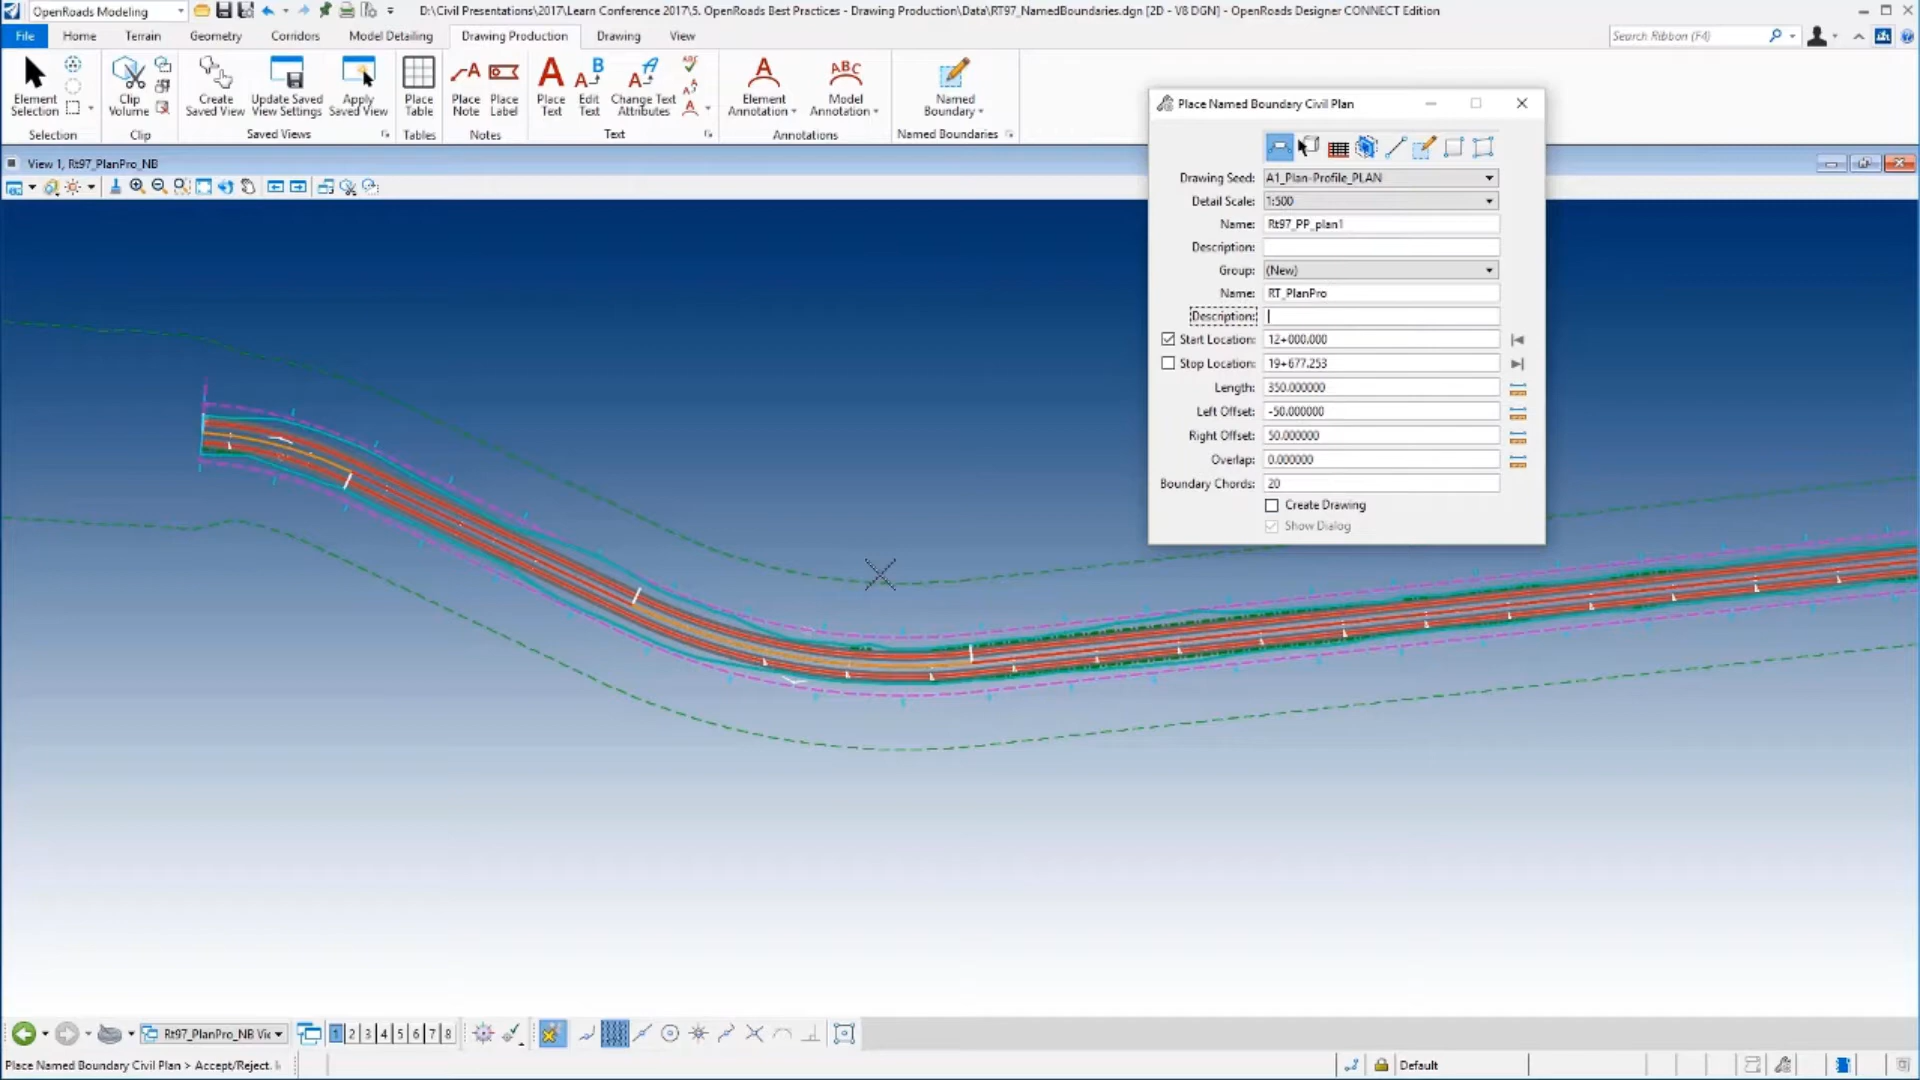 OpenRoads Modeling
D:\Civil Presentations\2017\Learn Conference 2017\5. OpenRoads Best Practices - Drawing Production\Data\RT97_NamedBoundaries.dgn [2D - V8 DGN] - OpenRoads Designer CONNECT Edition
File Home Terrain Geometry Corridors Model Detailing Drawing Production Drawing View
Search Ribbon (F4)
Element Selection
Clip Volume
Create Saved View
Update Saved View Settings
Apply Saved View
Place Table
Place Note
Place Label
Place Text
Edit Text
Change Text Attributes
Element Annotation
Model Annotation
Named Boundary
Selection Clip Saved Views Tables Notes Text Annotations Named Boundaries
View 1, Rt97_PlanPro_NB
Place Named Boundary Civil Plan
Drawing Seed: A1_Plan-Profile_PLAN
Detail Scale: 1:500
Name: Rt97_PP_plan1
Description:
Group: (New)
Name: RT_PlanPro
Description:
Start Location: 12+000.000
Stop Location: 19+677.253
Length: 350.000000
Left Offset: -50.000000
Right Offset: 50.000000
Overlap: 0.000000
Boundary Chords: 20
Create Drawing
Show Dialog
Rt97_PlanPro_NB Vie
1 2 3 4 5 6 7 8
Place Named Boundary Civil Plan > Accept/Reject.
Default